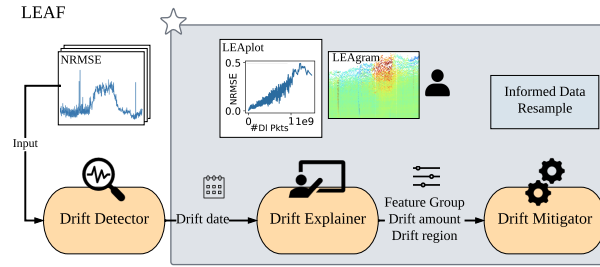 LEAF
NRMSE
LEAplot
NRMSE
0.5
0.0
0
11e9
#Dl Pkts
LEAgram
Informed Data
Resample
Input
Drift Detector
Drift date
Drift Explainer
Feature Group
Drift amount
Drift region
Drift Mitigator